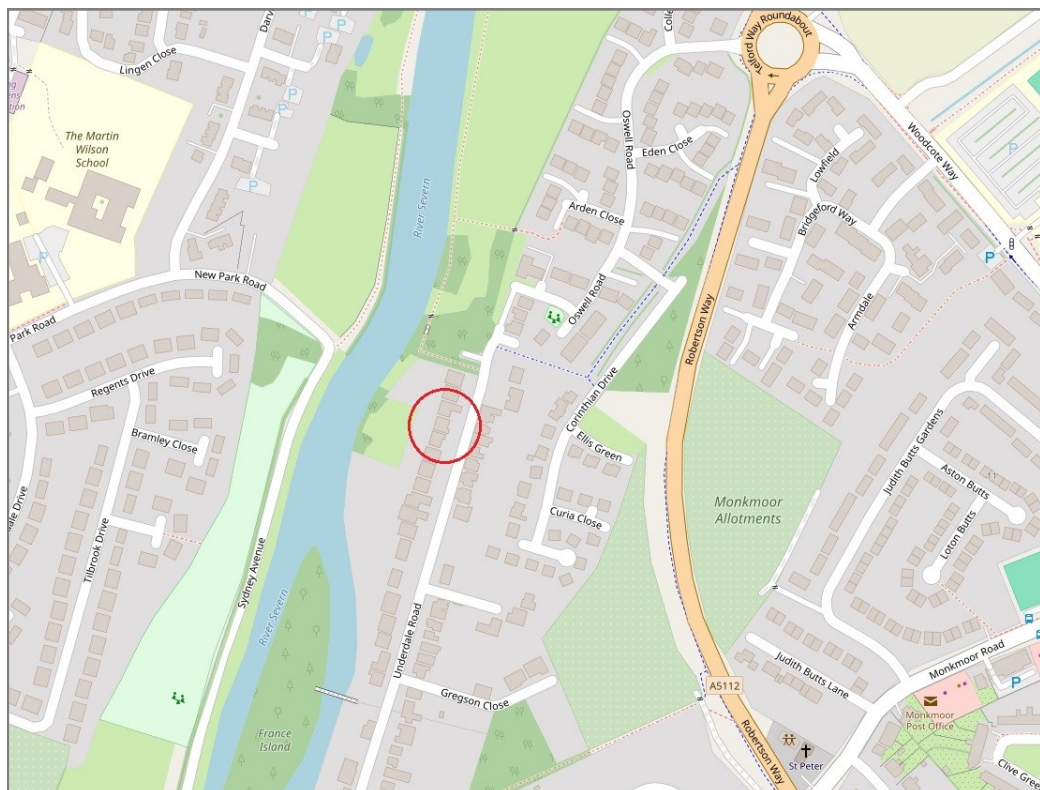 Lingen Close
The Martin
Wilson
School
New Park Road
Park Road
Regents Drive
Bramley Close
Tilbrook Drive
Sydney Avenue
River Severn
River Severn
France
Island
Underdale Road
Gregson Close
Oswell Road
Eden Close
Arden Close
Oswell Road
Corinthian Drive
Ellis Green
Curia Close
Telford Way Roundabout
Woodcote Way
Lowfield
Bridgeford Way
Armdale
Robertson Way
Monkmoor
Allotments
Judith Butts Gardens
Aston Butts
Loton Butts
Judith Butts Lane
Monkmoor Road
A5112
Robertson Way
Monkmoor
Post Office
St Peter
P
P
P
P
P
P
P
P